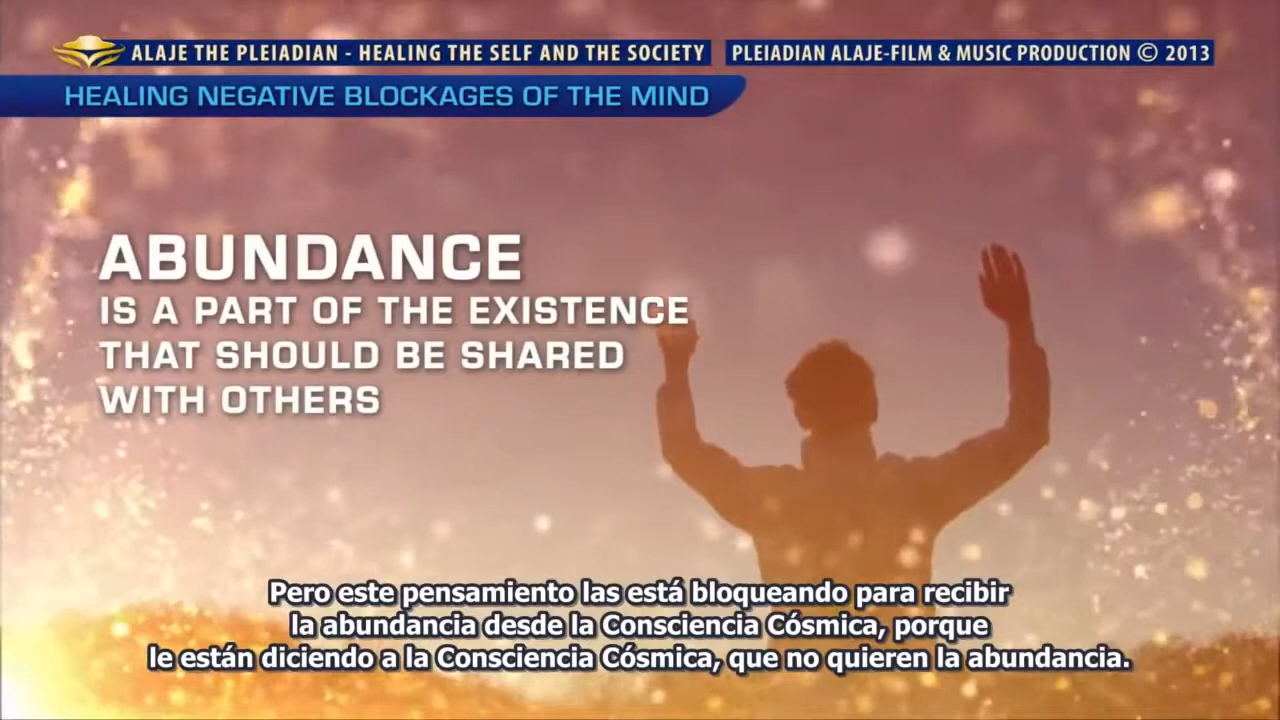 ALAJE THE PLEIADIAN - HEALING THE SELF AND THE SOCIETY
PLEIADIAN ALAJE-FILM & MUSIC PRODUCTION © 2013
HEALING NEGATIVE BLOCKAGES OF THE MIND
ABUNDANCE
IS A PART OF THE EXISTENCE
THAT SHOULD BE SHARED
WITH OTHERS
Pero este pensamiento las está bloqueando para recibir
la abundancia desde la Consciencia Cósmica, porque
le están diciendo a la Consciencia Cósmica, que no quieren la abundancia.